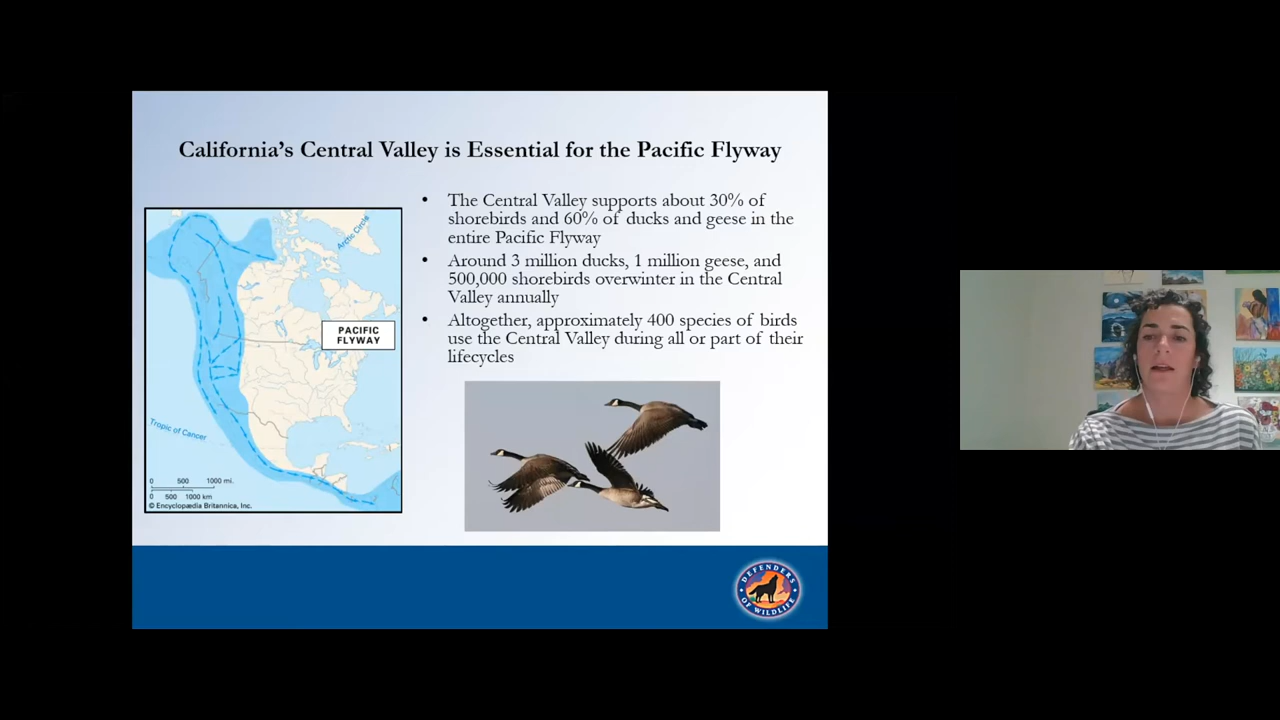 California's Central Valley is Essential for the Pacific Flyway
• The Central Valley supports about 30% of
shorebirds and 60% of ducks and geese in the
entire Pacific Flyway
• Around 3 million ducks, 1 million geese, and
500,000 shorebirds overwinter in the Central
Valley annually
• Altogether, approximately 400 species of birds
use the Central Valley during all or part of their
lifecycles
Arctic Circle
PACIFIC
FLYWAY
Tropic of Cancer
0 500 1000 mi.
0 500 1000 km
© Encyclopædia Britannica, Inc.
DEFENDERS
OF WILDLIFE